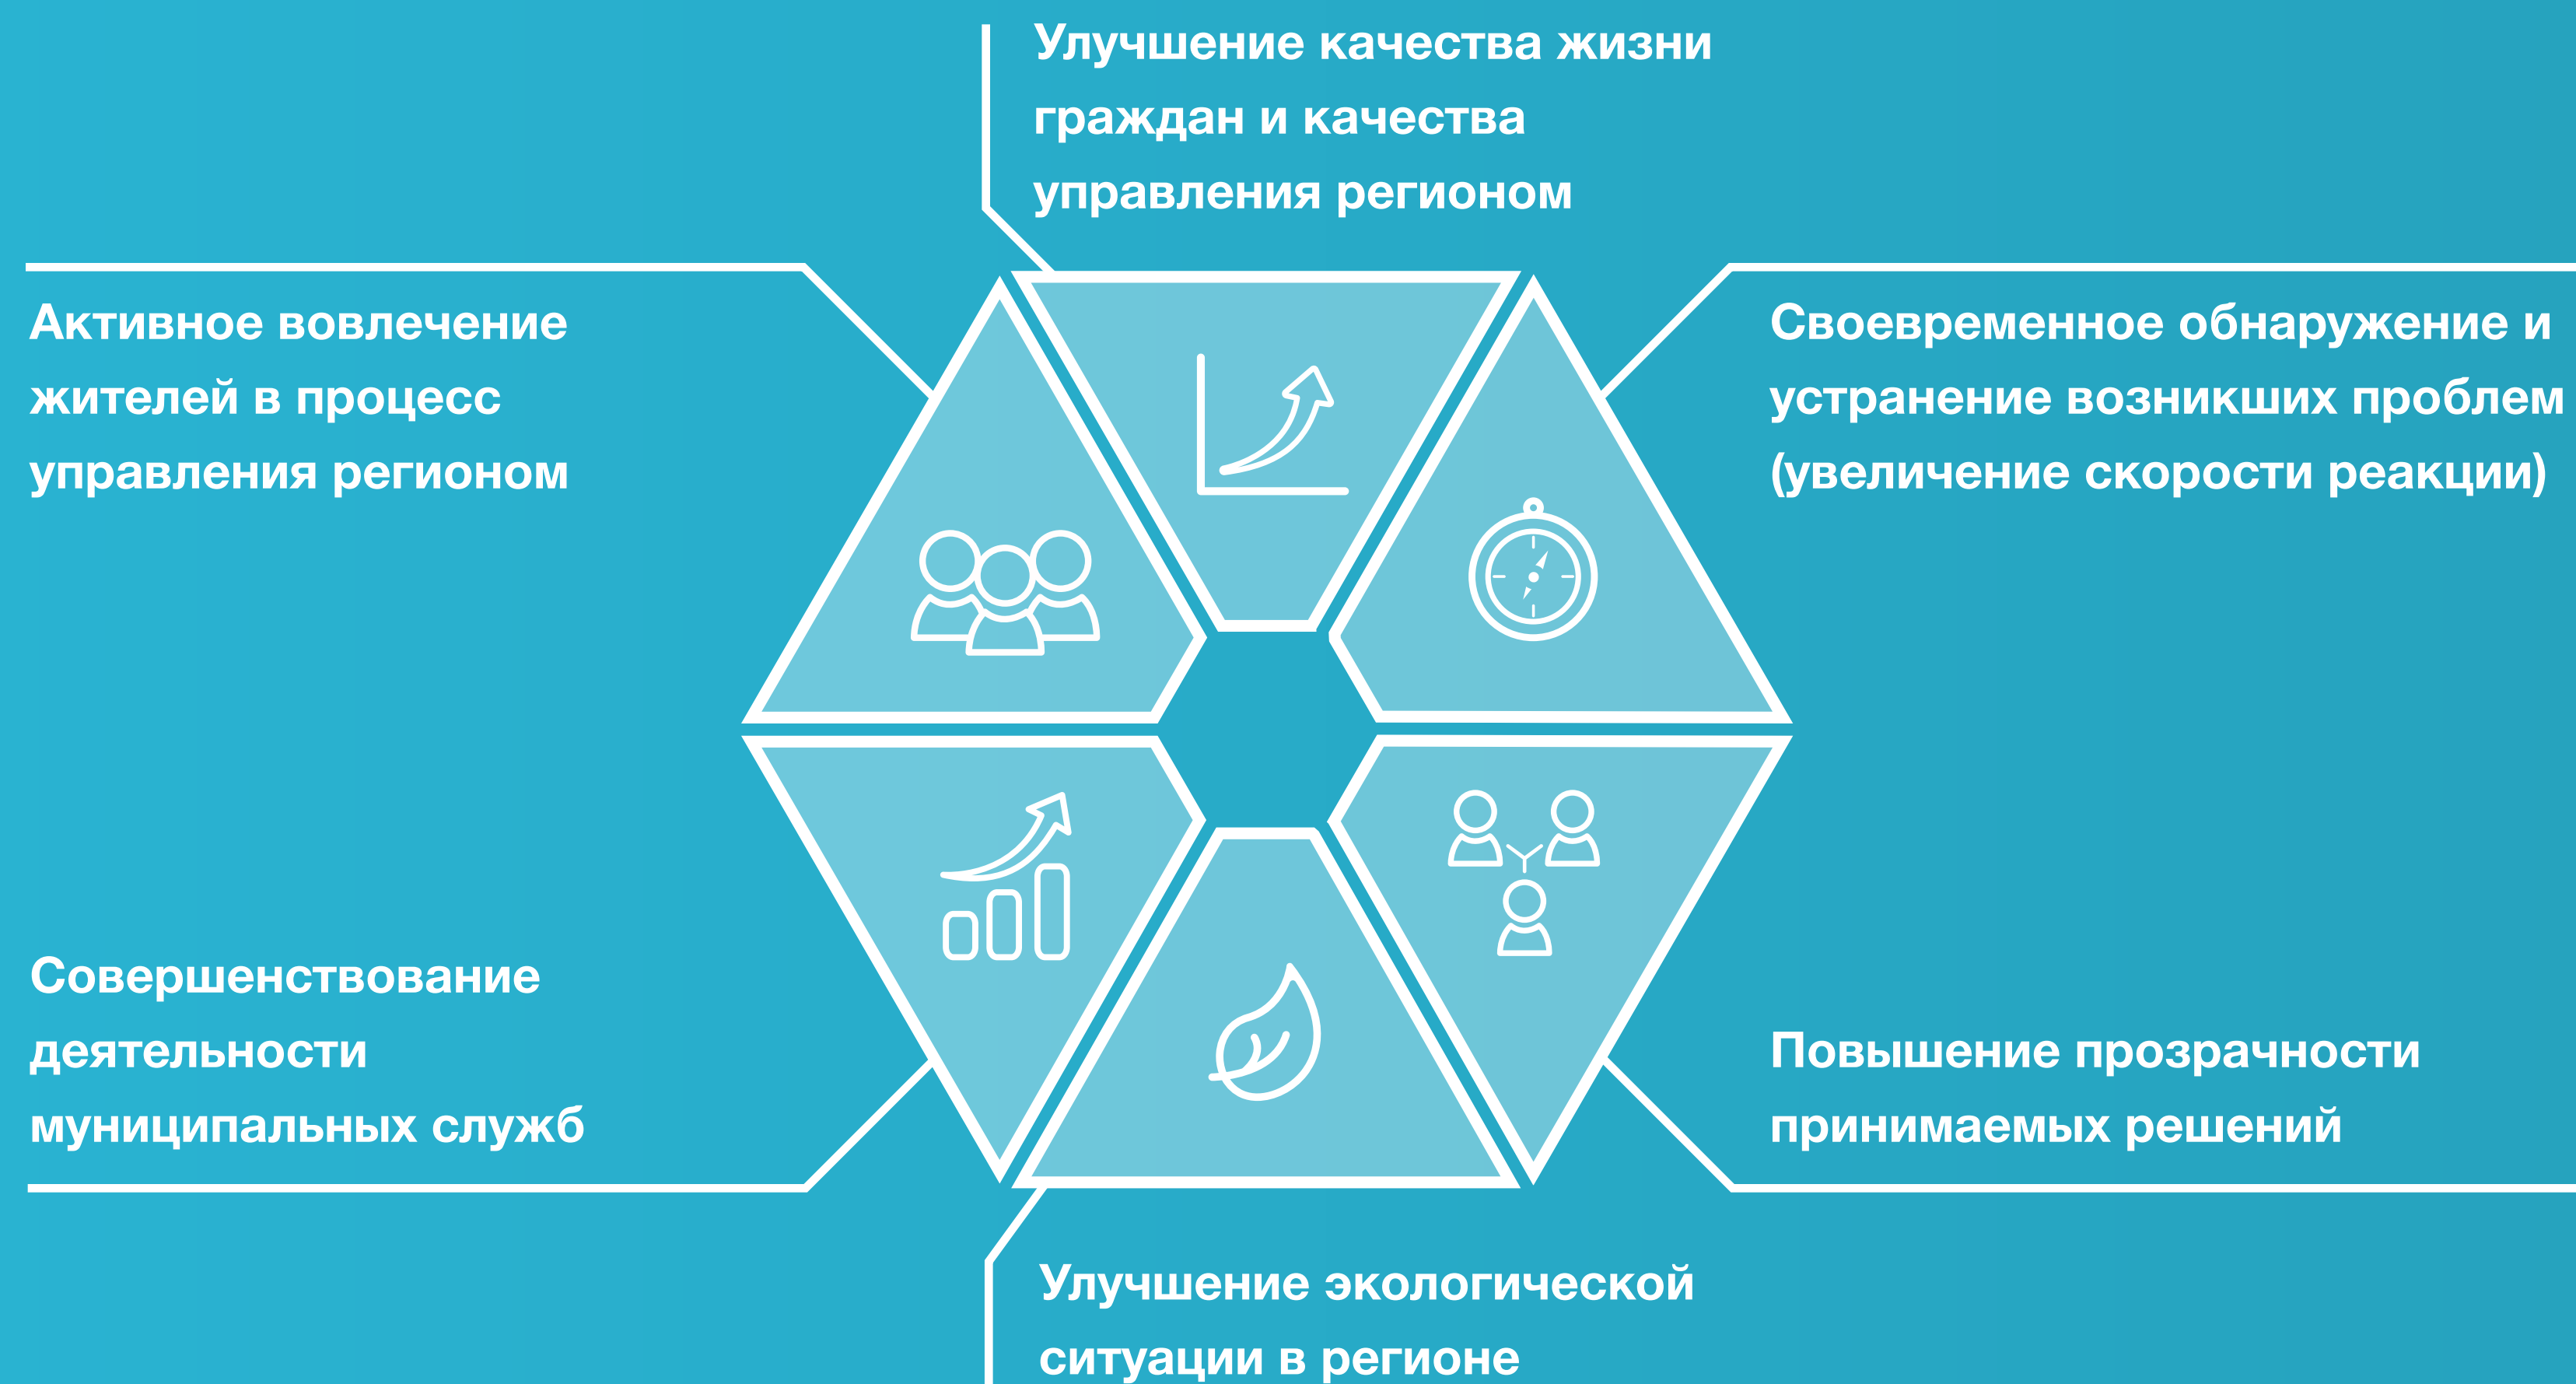 Улучшение качества жизни
граждан и качества
управления регионом
Активное вовлечение
жителей в процесс
управления регионом
Своевременное обнаружение и
устранение возникших проблем
(увеличение скорости реакции)
Совершенствование
деятельности
муниципальных служб
Повышение прозрачности
принимаемых решений
Улучшение экологической
ситуации в регионе